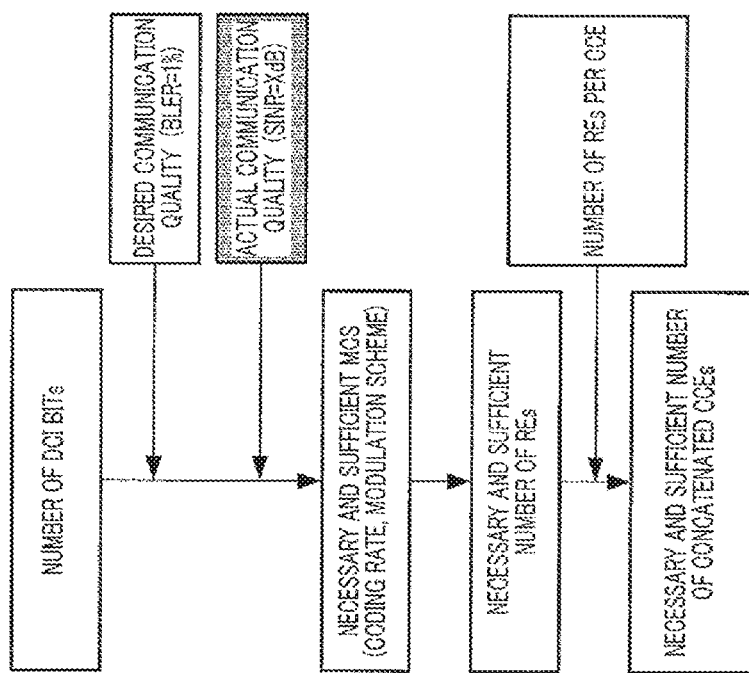 NUMBER OF DCI BITs
DESIRED COMMUNICATION
QUALITY (BLER=1%)
ACTUAL COMMUNICATION
QUALITY (SINR=XdB)
NECESSARY AND SUFFICIENT MCS
(CODING RATE, MODULATION SCHEME)
NECESSARY AND SUFFICIENT
NUMBER OF REs
NUMBER OF REs PER CCE
NECESSARY AND SUFFICIENT NUMBER
OF CONCATENATED CCEs